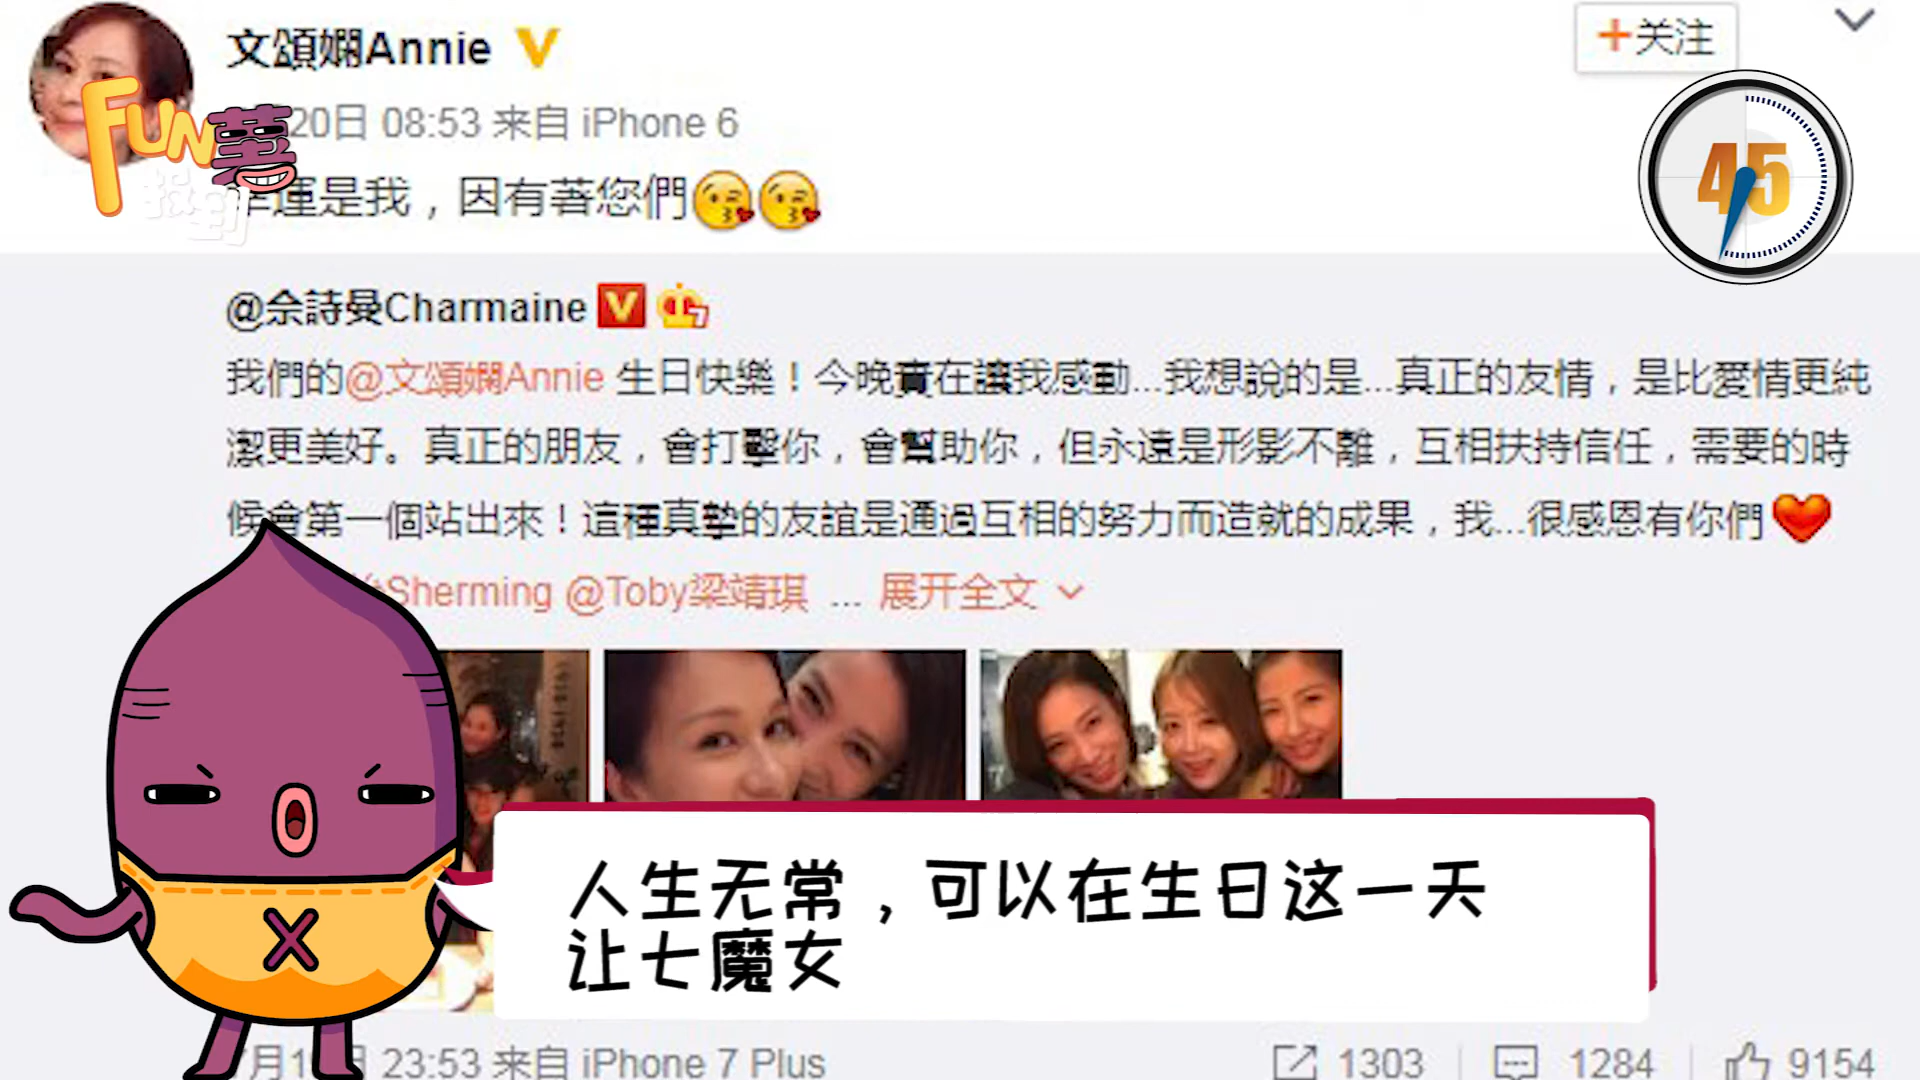 文頌嫻Annie V
+关注
20日 08:53 来自 iPhone 6
FUN薯
报到
幸運是我，因有著您們
45
@佘詩曼Charmaine V 7
我們的@文頌嫻Annie 生日快樂！今晚實在讓我感動...我想說的是...真正的友情，是比愛情更純
潔更美好。真正的朋友，會打擊你，會幫助你，但永遠是形影不離，互相扶持信任，需要的時
候會第一個站出來！這種真摯的友誼是通過互相的努力而造就的成果，我...很感恩有你們
Sherming @Toby梁靖琪 ... 展开全文
人生无常，可以在生日这一天
让七魔女
X
月1 23:53 来自 iPhone 7 Plus
1303
1284
9154